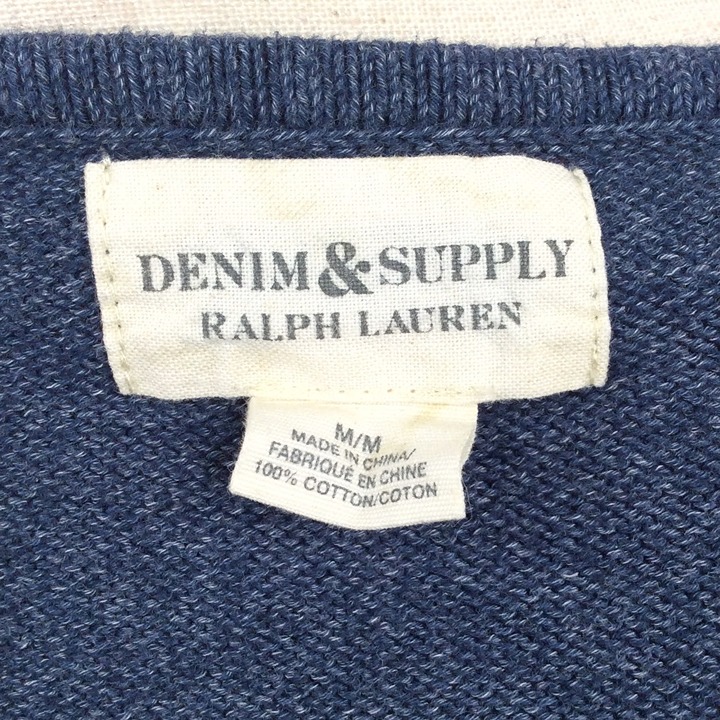 DENIM & SUPPLY
RALPH LAUREN
M/M
MADE IN CHINA/
FABRIQUÉ EN CHINE
100% COTTON/COTON